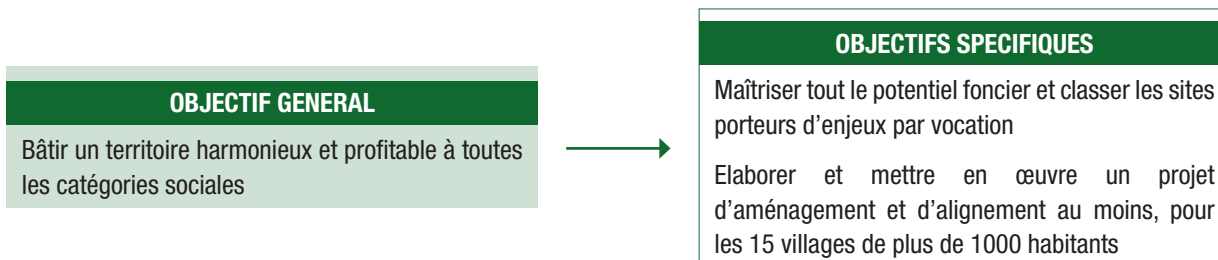 OBJECTIF GENERAL
Bâtir un territoire harmonieux et profitable à toutes
les catégories sociales
OBJECTIFS SPECIFIQUES
Maîtriser tout le potentiel foncier et classer les sites
porteurs d'enjeux par vocation
Elaborer et mettre en œuvre un projet
d'aménagement et d'alignement au moins, pour
les 15 villages de plus de 1000 habitants